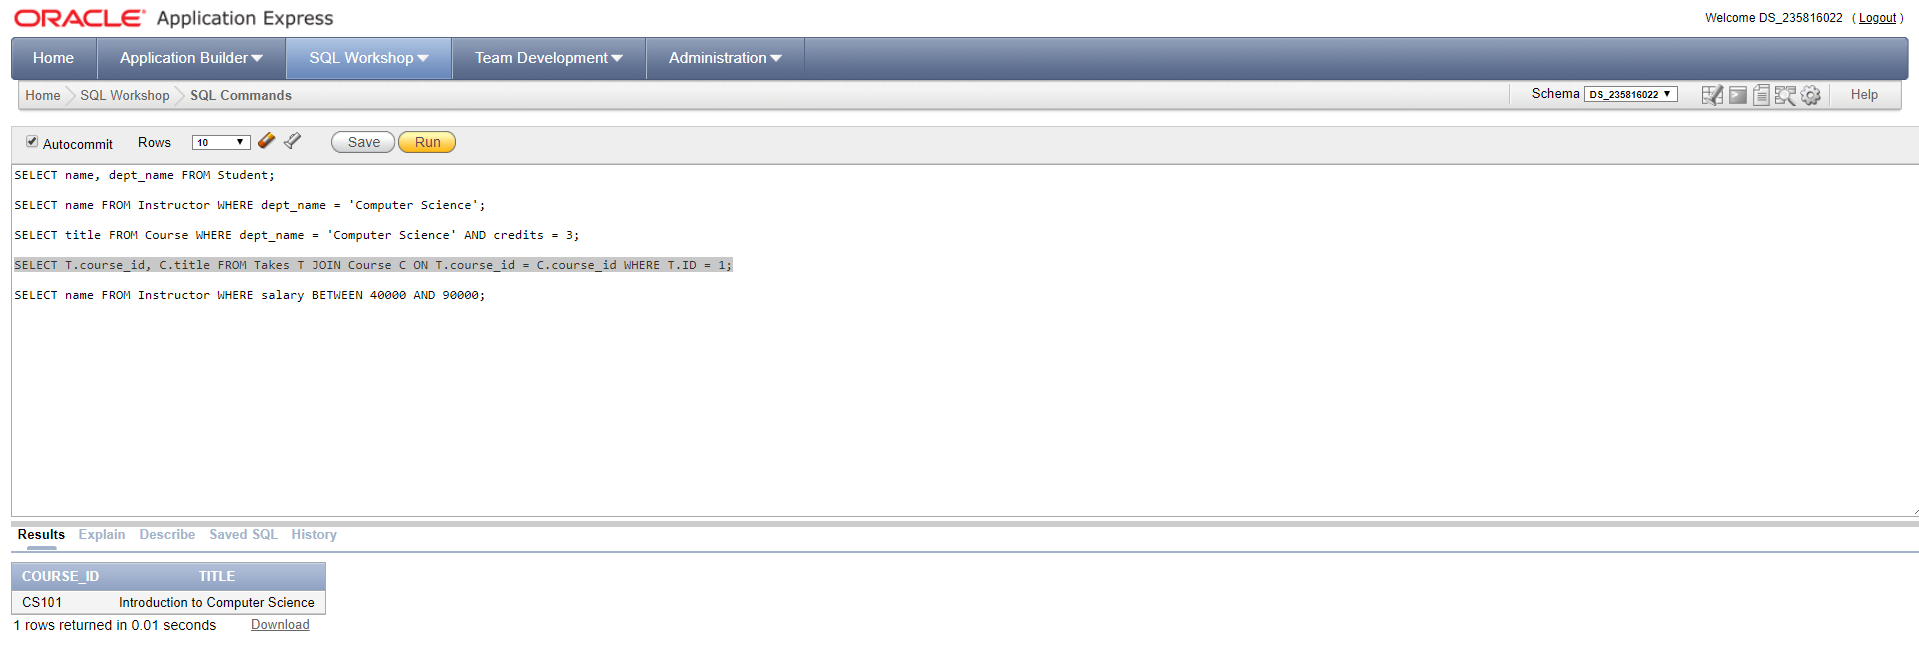 ORACLE® Application Express
Welcome DS_235816022 ( Logout )
Home Application Builder SQL Workshop Team Development Administration
Home SQL Workshop SQL Commands Schema DS_235816022 Help
Autocommit Rows 10 Save Run
SELECT name, dept_name FROM Student;
SELECT name FROM Instructor WHERE dept_name = 'Computer Science';
SELECT title FROM Course WHERE dept_name = 'Computer Science' AND credits = 3;
SELECT T.course_id, C.title FROM Takes T JOIN Course C ON T.course_id = C.course_id WHERE T.ID = 1;
SELECT name FROM Instructor WHERE salary BETWEEN 40000 AND 90000;
Results Explain Describe Saved SQL History
COURSE_ID TITLE
CS101 Introduction to Computer Science
1 rows returned in 0.01 seconds Download